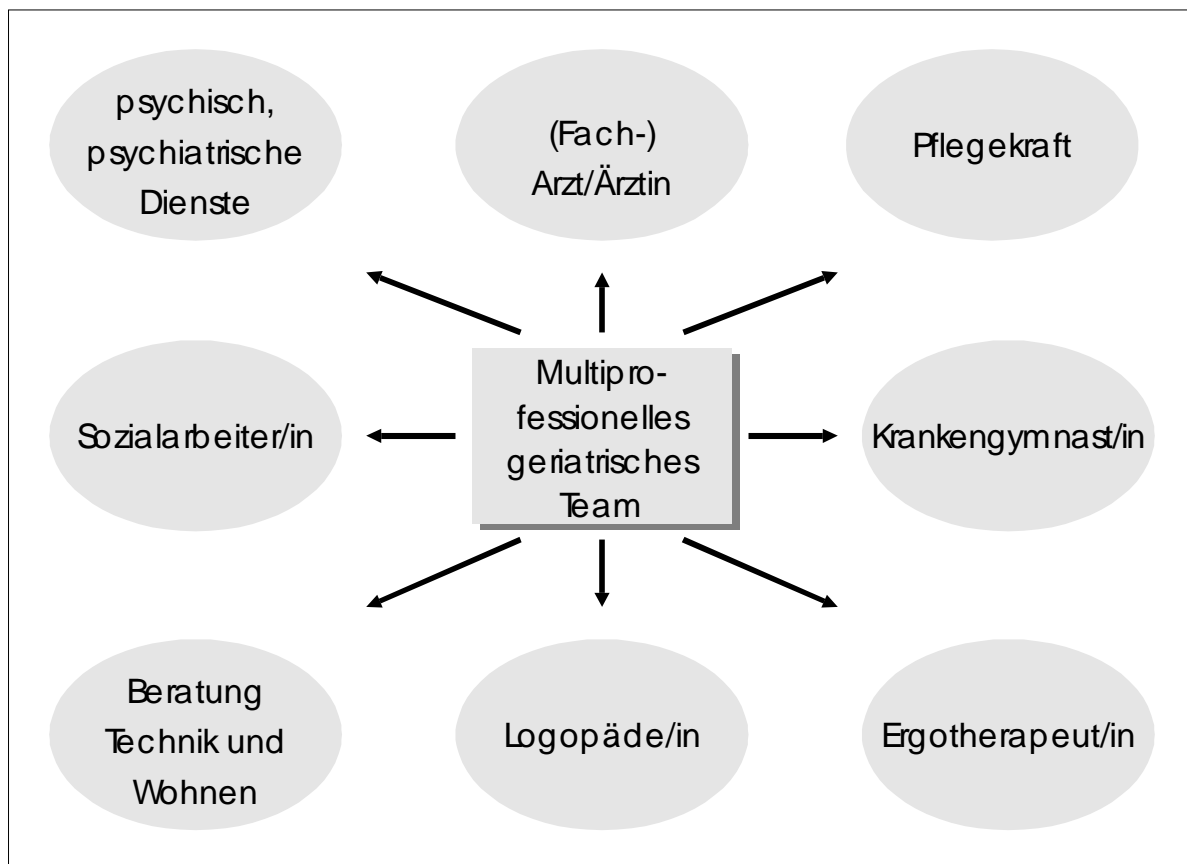 psychisch,
psychiatrische
Dienste
(Fach-)
Arzt/Ärztin
Pflegekraft
Sozialarbeiter/in
Multipro-
fessionelles
geriatrisches
Team
Krankengymnast/in
Beratung
Technik und
Wohnen
Logopäde/in
Ergotherapeut/in